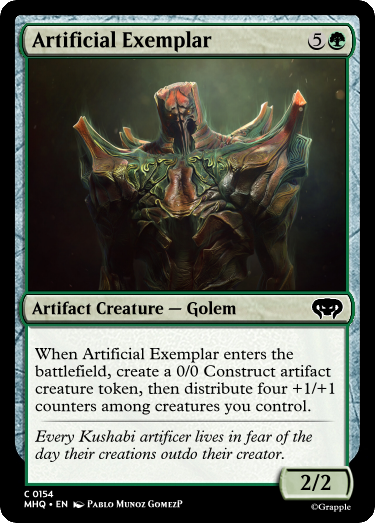 Artificial Exemplar 5
Artifact Creature — Golem
When Artificial Exemplar enters the
battlefield, create a 0/0 Construct artifact
creature token, then distribute four +1/+1
counters among creatures you control.
Every Kushabi artificer lives in fear of the
day their creations outdo their creator.
2/2
C 0154
MHQ • EN Pablo Munoz GomezP
©Grapple